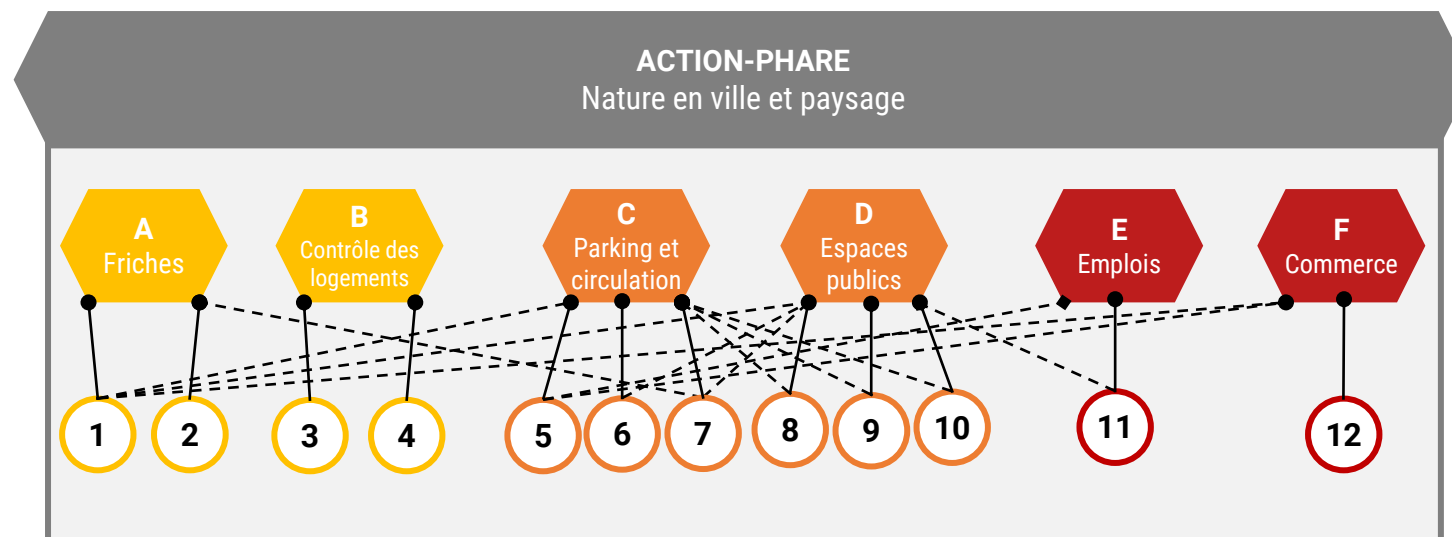 ACTION-PHARE
Nature en ville et paysage
A
Friches
B
Contrôle des
logements
C
Parking et
circulation
D
Espaces
publics
E
Emplois
F
Commerce
1
2
3
4
5
6
7
8
9
10
11
12